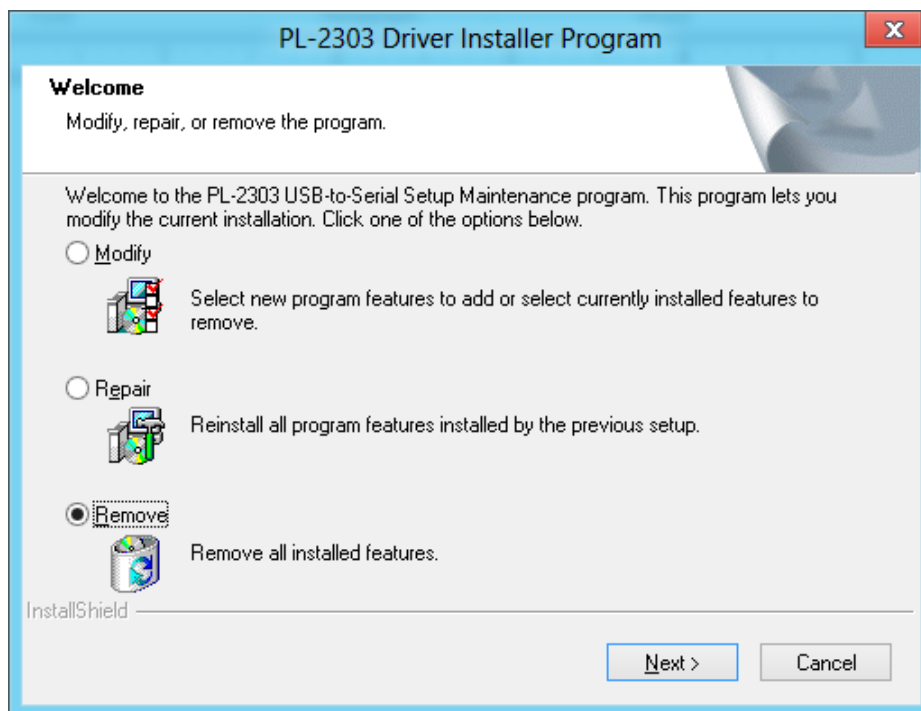 PL-2303 Driver Installer Program
x
Welcome
Modify, repair, or remove the program.
Welcome to the PL-2303 USB-to-Serial Setup Maintenance program. This program lets you
modify the current installation. Click one of the options below.
Modify
Select new program features to add or select currently installed features to
remove.
Repair
Reinstall all program features installed by the previous setup.
Remove
Remove all installed features.
InstallShield
Next >
Cancel